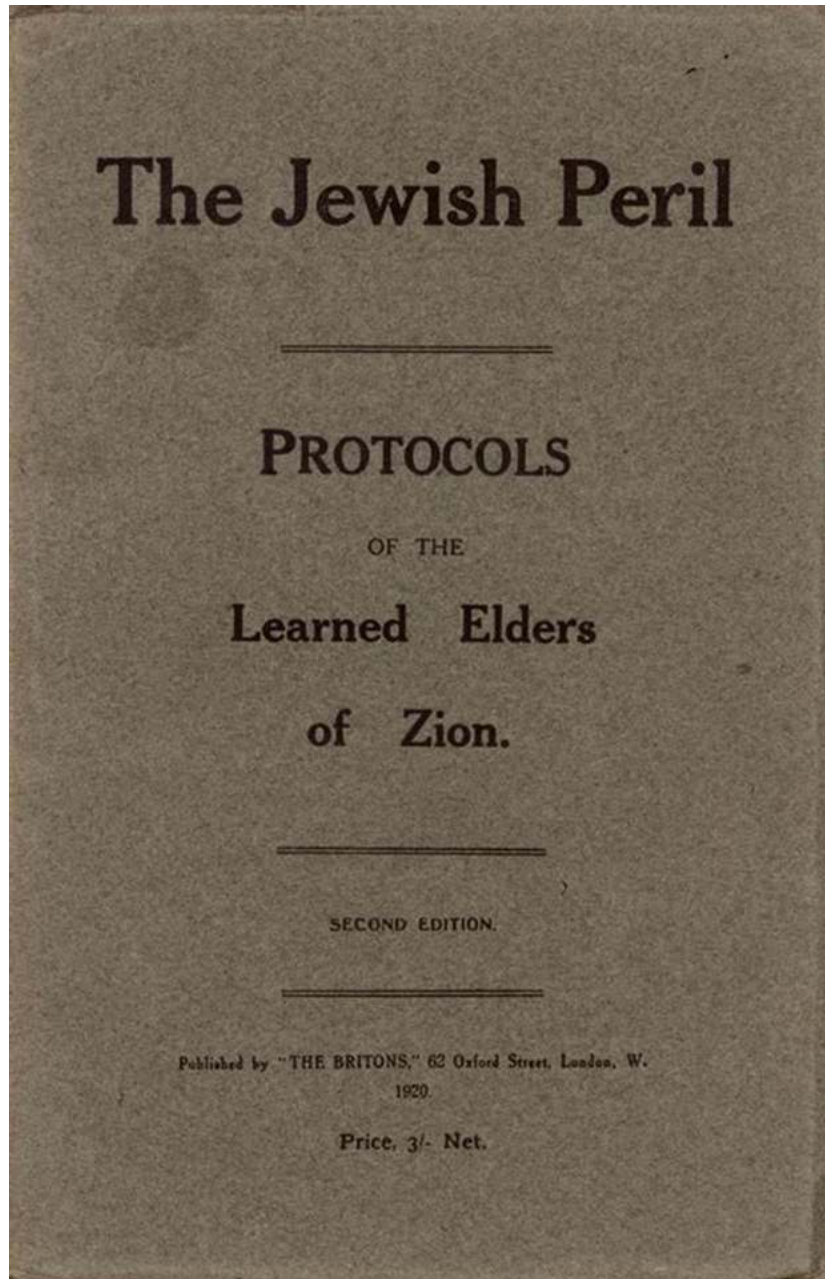 The Jewish Peril
PROTOCOLS
OF THE
Learned Elders
of Zion.
SECOND EDITION.
Published by "THE BRITONS," 62 Oxford Street, London, W.
1920.
Price, 3/- Net.